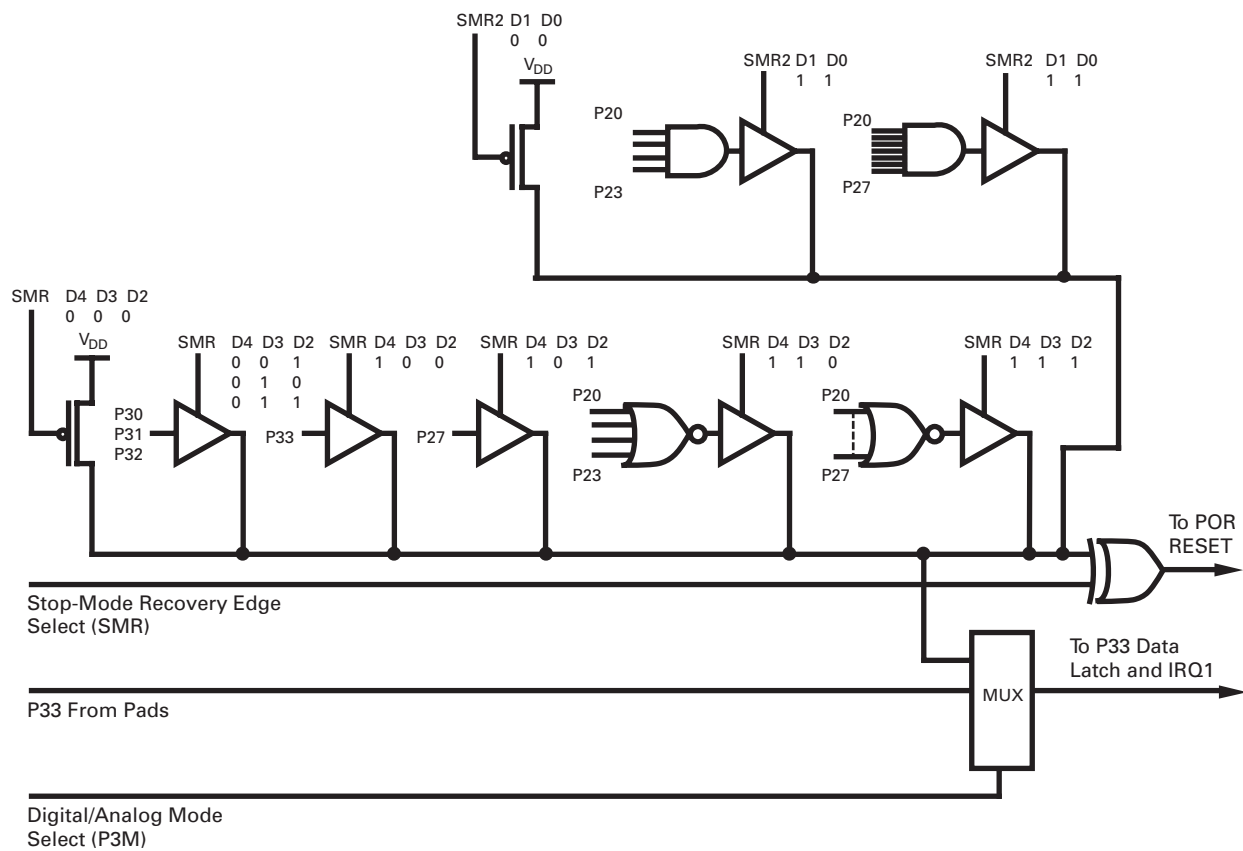 SMR2 D1 D0
0 0
VDD
SMR2 D1 D0
1 1
SMR2 D1 D0
1 1
P20
P23
P20
P27
SMR D4 D3 D2
0 0 0
VDD
SMR D4 D3 D2
0 0 1
0 1 0
0 1 1
SMR D4 D3 D2
1 0 0
SMR D4 D3 D2
1 0 1
SMR D4 D3 D2
1 1 0
SMR D4 D3 D2
1 1 1
P30
P31
P32
P33
P27
P20
P23
P20
P27
To POR
RESET
Stop-Mode Recovery Edge
Select (SMR)
To P33 Data
Latch and IRQ1
MUX
P33 From Pads
Digital/Analog Mode
Select (P3M)